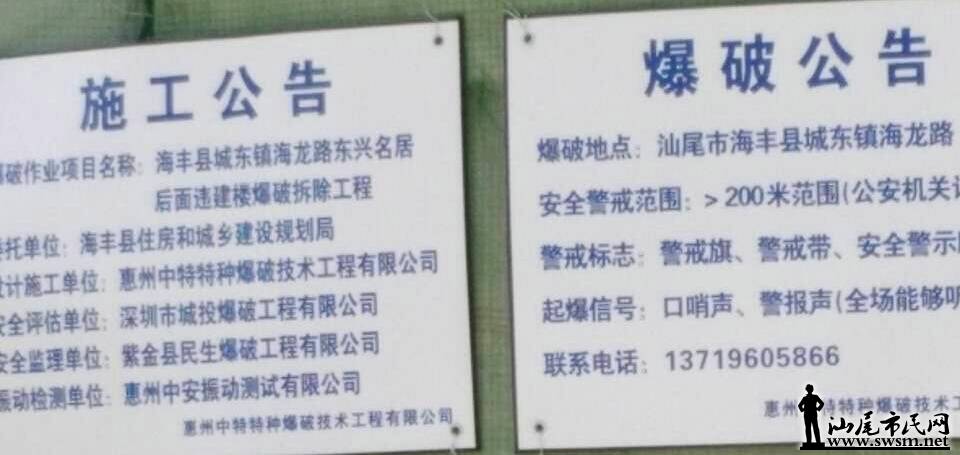 施工公告
爆破作业项目名称：海丰县城东镇海龙路东兴名居
后面违建楼爆破拆除工程
委托单位：海丰县住房和城乡建设规划局
设计施工单位：惠州中特特种爆破技术工程有限公司
安全评估单位：深圳市城投爆破工程有限公司
安全监理单位：紫金县民生爆破工程有限公司
振动检测单位：惠州中安振动测试有限公司
惠州中特特种爆破技术工程有限公司
爆破公告
爆破地点：汕尾市海丰县城东镇海龙路
安全警戒范围：>200米范围(公安机关
警戒标志：警戒旗、警戒带、安全警示
起爆信号：口哨声、警报声(全场能够听
联系电话：13719605866
惠州中特特种爆破技术工
汕尾市民网
www.swsm.net